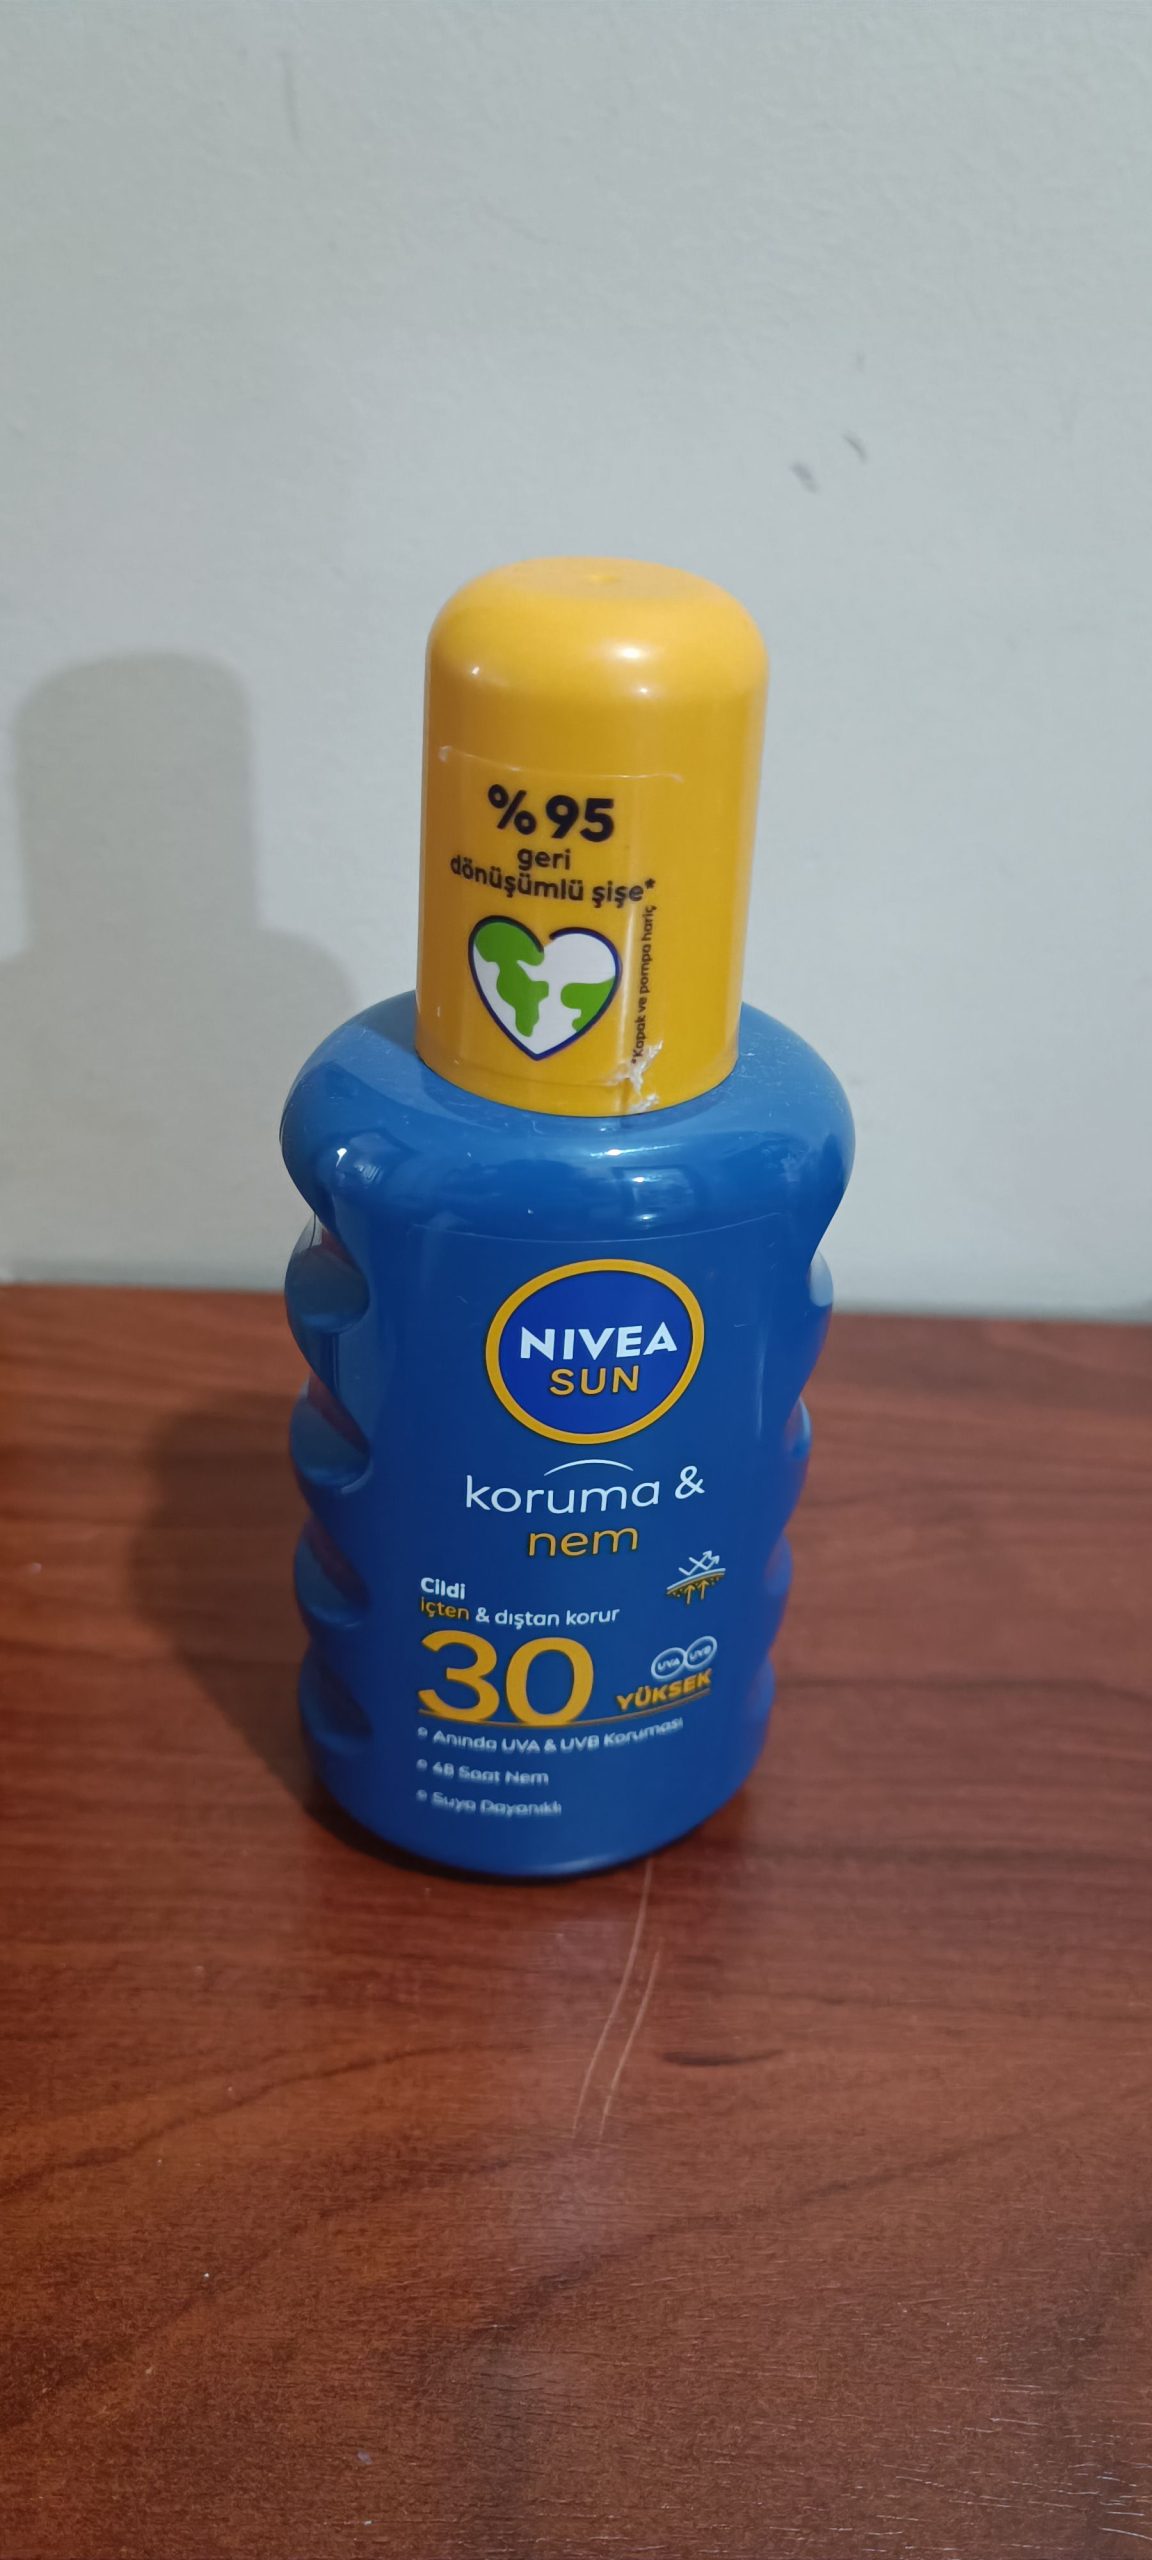 %95
geri
dönüşümlü şişe*
*Kapak ve pompa hariç
NIVEA
SUN
koruma &
nem
Cildi
içten & dıştan korur
30
UVA UVB
YÜKSEK
Anında UVA & UVB Koruması
48 Saat Nem
Suya Dayanıklı